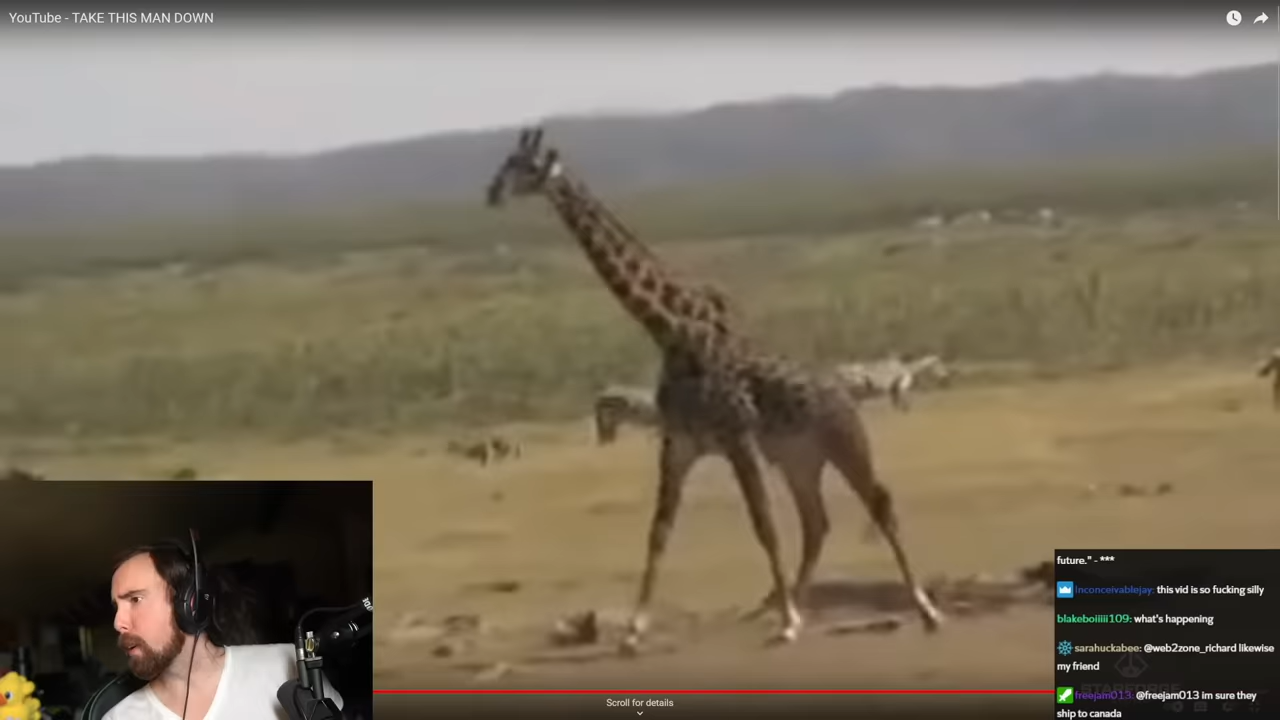 YouTube - TAKE THIS MAN DOWN
future." - ***
Inconceivablejay: this vid is so fucking silly
blakeboiiiii109: what's happening
sarahuckabee: @web2zone_richard likewise
my friend
freejam013: @freejam013 im sure they
ship to canada
Scroll for details